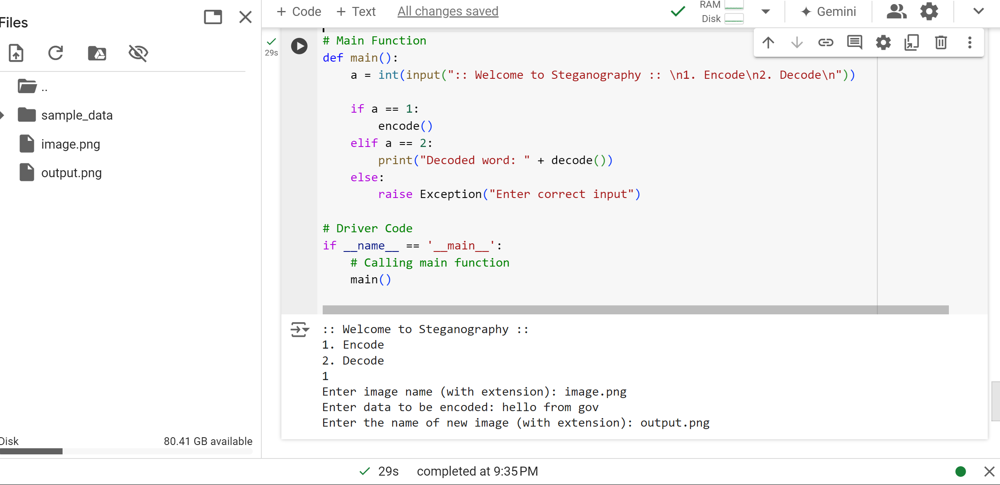 Files
..
sample_data
image.png
output.png
Disk
80.41 GB available
+ Code + Text All changes saved
RAM
Disk
Gemini
29s
# Main Function
def main():
    a = int(input(":: Welcome to Steganography :: \n1. Encode\n2. Decode\n"))

    if a == 1:
        encode()
    elif a == 2:
        print("Decoded word: " + decode())
    else:
        raise Exception("Enter correct input")

# Driver Code
if __name__ == '__main__':
    # Calling main function
    main()

:: Welcome to Steganography ::
1. Encode
2. Decode
1
Enter image name (with extension): image.png
Enter data to be encoded: hello from gov
Enter the name of new image (with extension): output.png
29s completed at 9:35 PM